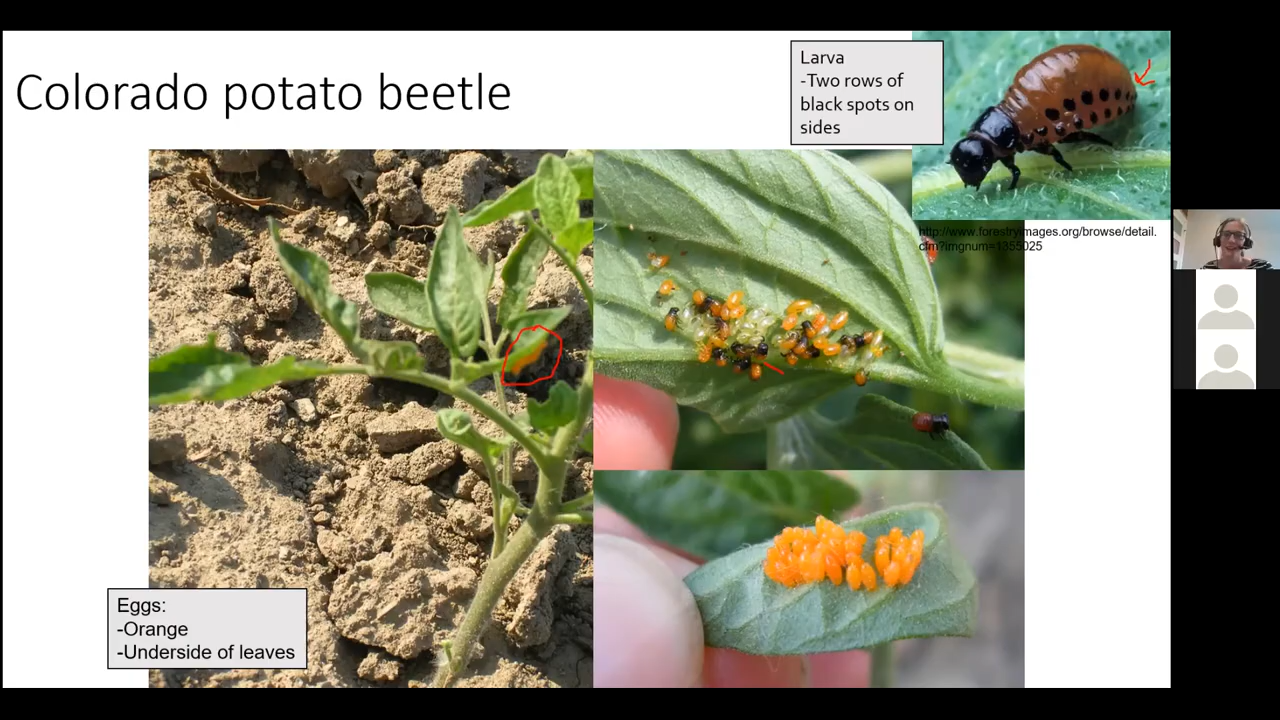 Colorado potato beetle
Larva
-Two rows of
black spots on
sides
http://www.forestryimages.org/browse/detail.
cfm?imgnum=1355025
Eggs:
-Orange
-Underside of leaves